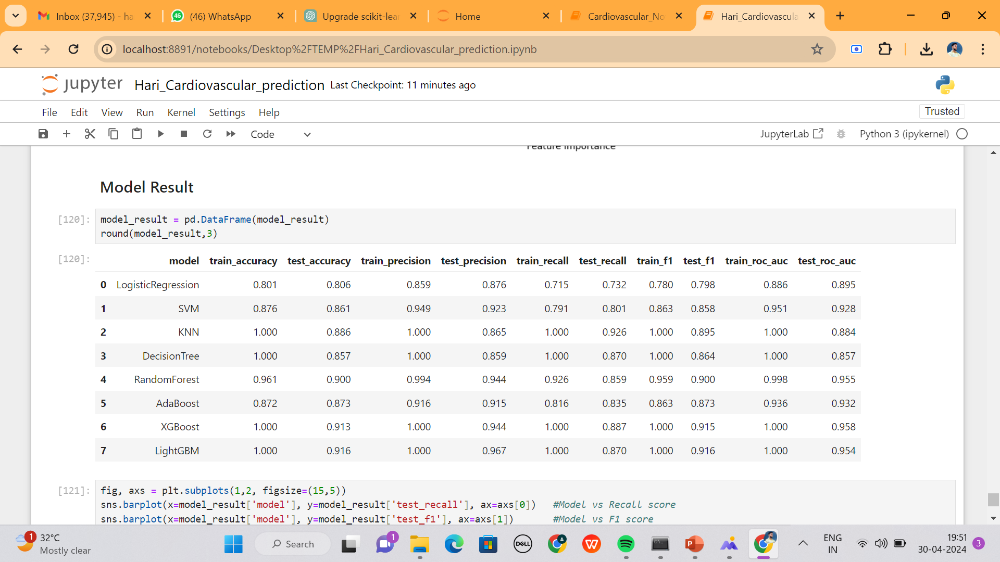 Inbox (37,945) - ha
46 (46) WhatsApp
Upgrade scikit-lea
Home
Cardiovascular_No
Hari_Cardiovascula
localhost:8891/notebooks/Desktop%2FTEMP%2FHari_Cardiovascular_prediction.ipynb
jupyter Hari_Cardiovascular_prediction Last Checkpoint: 11 minutes ago
File Edit View Run Kernel Settings Help Trusted
Code JupyterLab Python 3 (ipykernel)
Feature Importance
Model Result
[120]: model_result = pd.DataFrame(model_result)
round(model_result,3)
[120]: model train_accuracy test_accuracy train_precision test_precision train_recall test_recall train_f1 test_f1 train_roc_auc test_roc_auc
0 LogisticRegression 0.801 0.806 0.859 0.876 0.715 0.732 0.780 0.798 0.886 0.895
1 SVM 0.876 0.861 0.949 0.923 0.791 0.801 0.863 0.858 0.951 0.928
2 KNN 1.000 0.886 1.000 0.865 1.000 0.926 1.000 0.895 1.000 0.884
3 DecisionTree 1.000 0.857 1.000 0.859 1.000 0.870 1.000 0.864 1.000 0.857
4 RandomForest 0.961 0.900 0.994 0.944 0.926 0.859 0.959 0.900 0.998 0.955
5 AdaBoost 0.872 0.873 0.916 0.915 0.816 0.835 0.863 0.873 0.936 0.932
6 XGBoost 1.000 0.913 1.000 0.944 1.000 0.887 1.000 0.915 1.000 0.958
7 LightGBM 1.000 0.916 1.000 0.967 1.000 0.870 1.000 0.916 1.000 0.954
[121]: fig, axs = plt.subplots(1,2, figsize=(15,5))
sns.barplot(x=model_result['model'], y=model_result['test_recall'], ax=axs[0]) #Model vs Recall score
sns.barplot(x=model_result['model'], y=model_result['test_f1'], ax=axs[1]) #Model vs F1 score
1 32°C
Mostly clear
Search
1
DELL
W
P
ENG
IN
19:51
30-04-2024
3